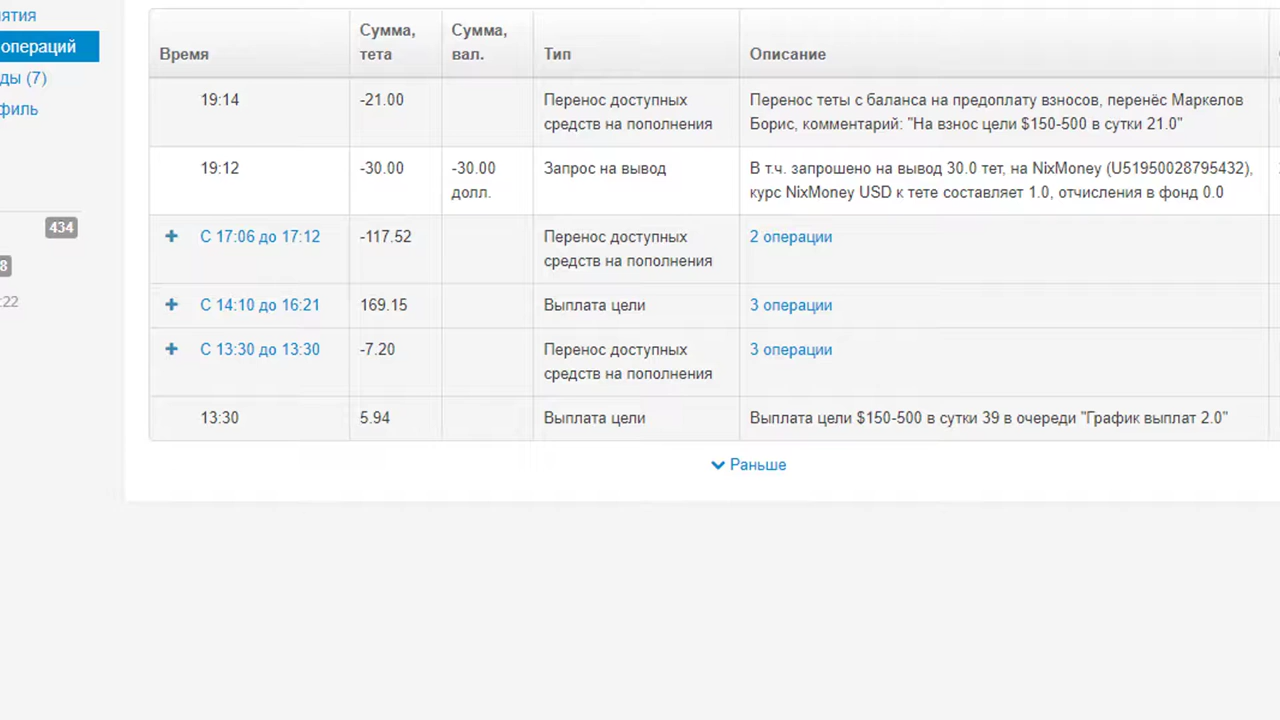 нятия
операций
ды (7)
филь
434
8
:22
Время
Сумма, тета
Сумма, вал.
Тип
Описание
19:14
-21.00
Перенос доступных
средств на пополнения
Перенос теты с баланса на предоплату взносов, перенёс Маркелов
Борис, комментарий: "На взнос цели $150-500 в сутки 21.0"
19:12
-30.00
-30.00
долл.
Запрос на вывод
В т.ч. запрошено на вывод 30.0 тет, на NixMoney (U51950028795432),
курс NixMoney USD к тете составляет 1.0, отчисления в фонд 0.0
+ С 17:06 до 17:12
-117.52
Перенос доступных
средств на пополнения
2 операции
+ С 14:10 до 16:21
169.15
Выплата цели
3 операции
+ С 13:30 до 13:30
-7.20
Перенос доступных
средств на пополнения
3 операции
13:30
5.94
Выплата цели
Выплата цели $150-500 в сутки 39 в очереди "График выплат 2.0"
Раньше